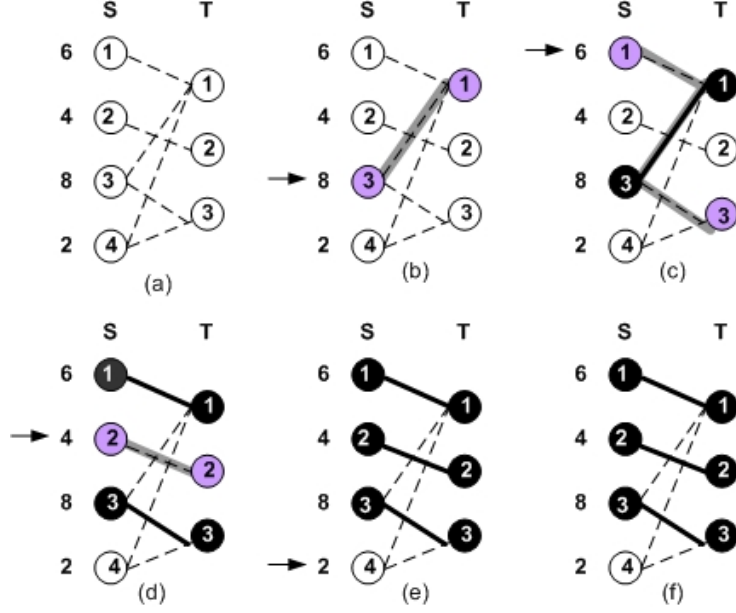 S T S T S T
6 1 1 6 1 1 6 1 1
4 2 2 4 2 2 4 2 2
8 3 3 8 3 3 8 3 3
2 4 2 4 2 4
(a) (b) (c)
S T S T S T
6 1 1 6 1 1 6 1 1
4 2 2 4 2 2 4 2 2
8 3 3 8 3 3 8 3 3
2 4 2 4 2 4
(d) (e) (f)